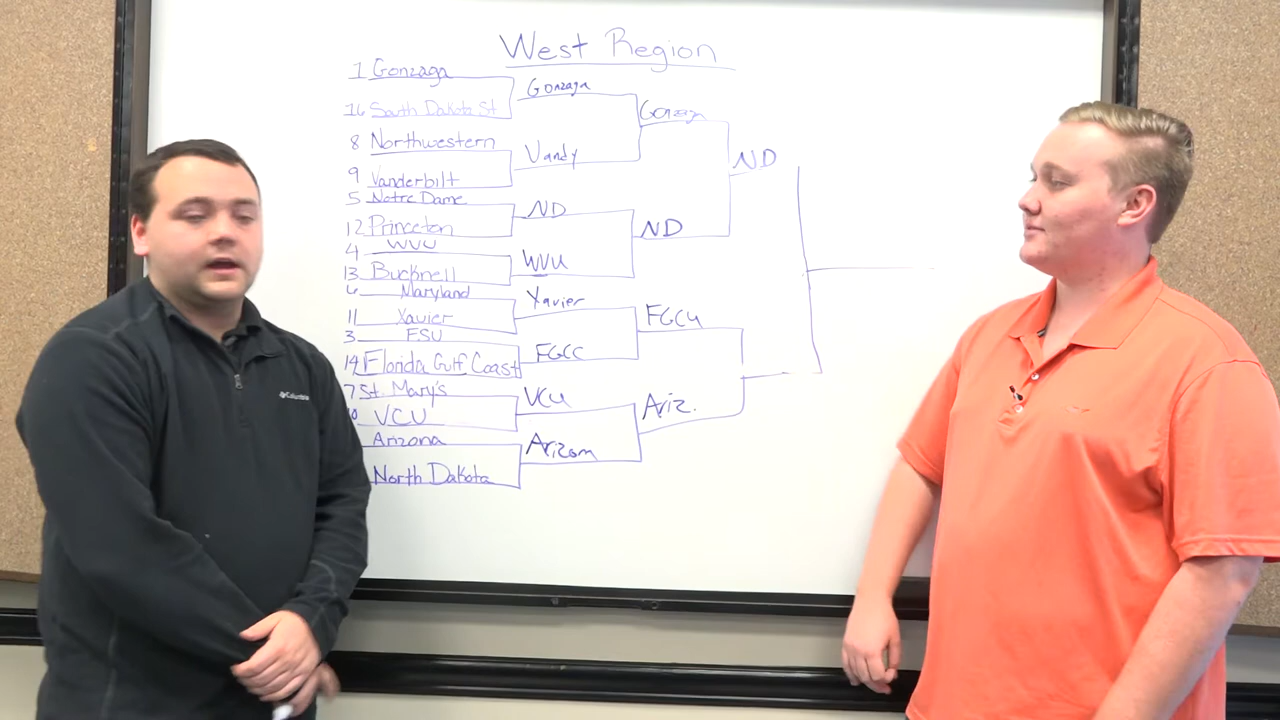 West Region
1 Gonzaga
16 South Dakota St
8 Northwestern
9 Vanderbilt
5 Notre Dame
12 Princeton
4 WVU
13 Bucknell
6 Maryland
11 Xavier
3 FSU
14 Florida Gulf Coast
7 St. Mary's
10 VCU
Arizona
North Dakota
Gonzaga
Vandy
ND
WVU
Xavier
FGCC
VCU
Arizona
Gonzaga
ND
FGCU
Ariz.
ND
Columbia